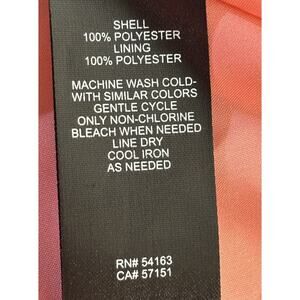 SHELL
100% POLYESTER
LINING
100% POLYESTER
MACHINE WASH COLD-
WITH SIMILAR COLORS
GENTLE CYCLE
ONLY NON-CHLORINE
BLEACH WHEN NEEDED
LINE DRY
COOL IRON
AS NEEDED
RN# 54163
CA# 57151